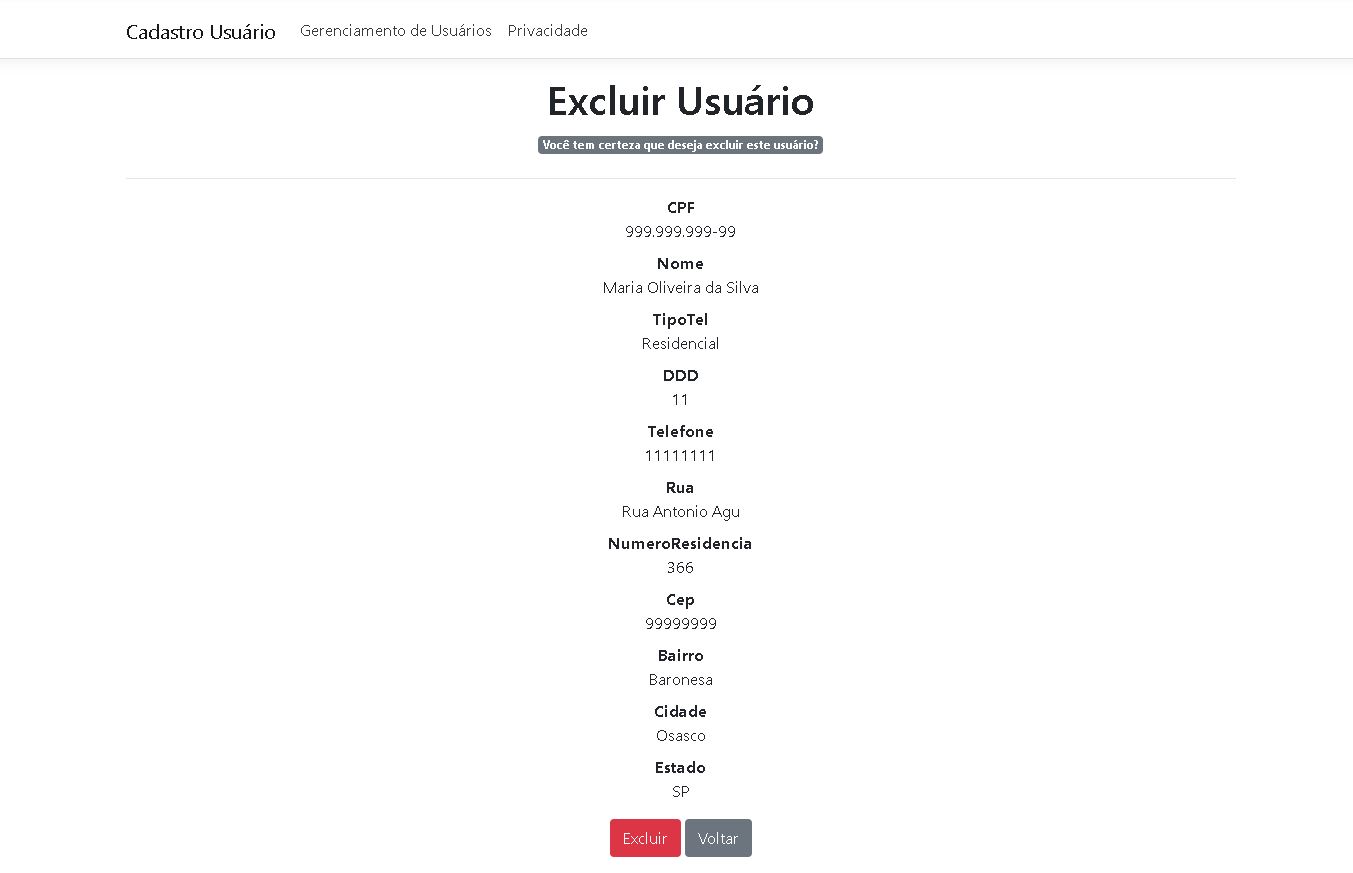 Cadastro Usuário Gerenciamento de Usuários Privacidade
Excluir Usuário
Você tem certeza que deseja excluir este usuário?
CPF
999.999.999-99
Nome
Maria Oliveira da Silva
TipoTel
Residencial
DDD
11
Telefone
11111111
Rua
Rua Antonio Agu
NumeroResidencia
366
Cep
99999999
Bairro
Baronesa
Cidade
Osasco
Estado
SP
Excluir Voltar